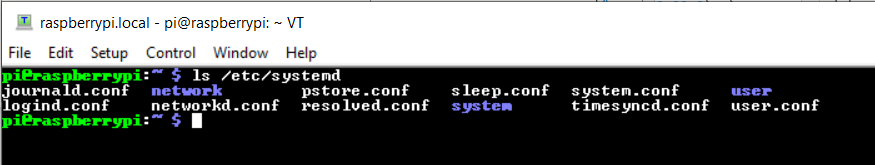 raspberrypi.local - pi@raspberrypi: ~ VT
File Edit Setup Control Window Help
pi@raspberrypi:~ $ ls /etc/systemd
journald.conf network pstore.conf sleep.conf system.conf user
logind.conf networkd.conf resolved.conf system timesyncd.conf user.conf
pi@raspberrypi:~ $